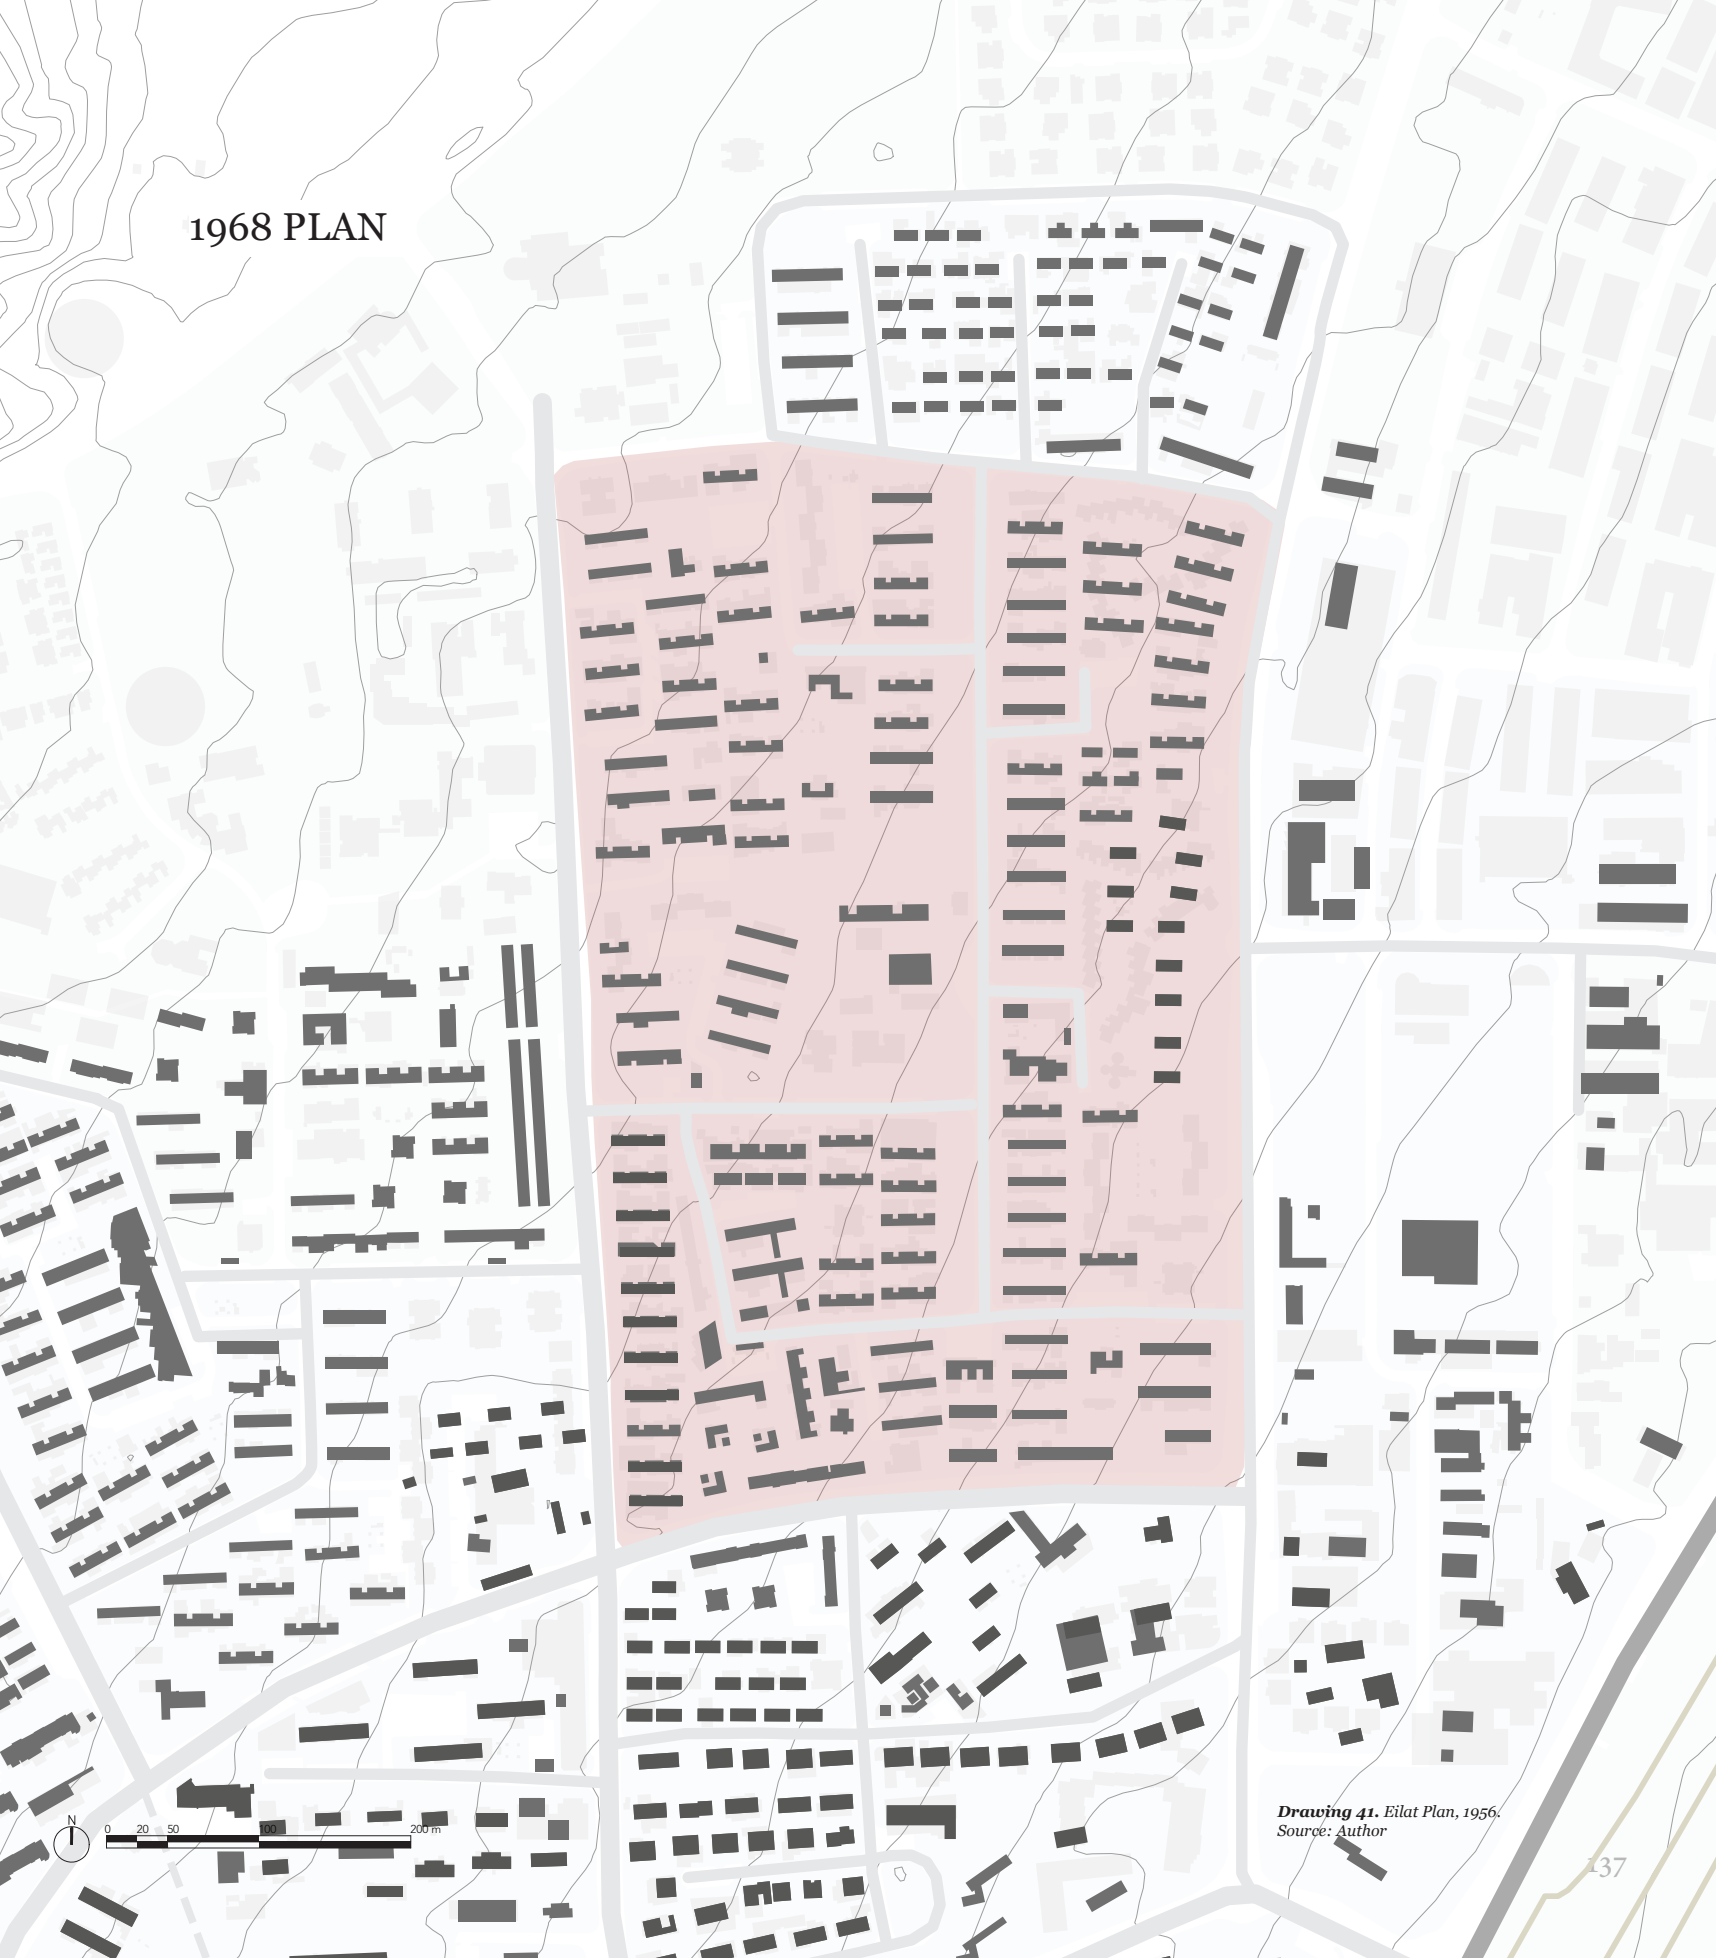 1968 PLAN
Drawing 41. Eilat Plan, 1956.
Source: Author
N
0 20 50 100 200 m
137